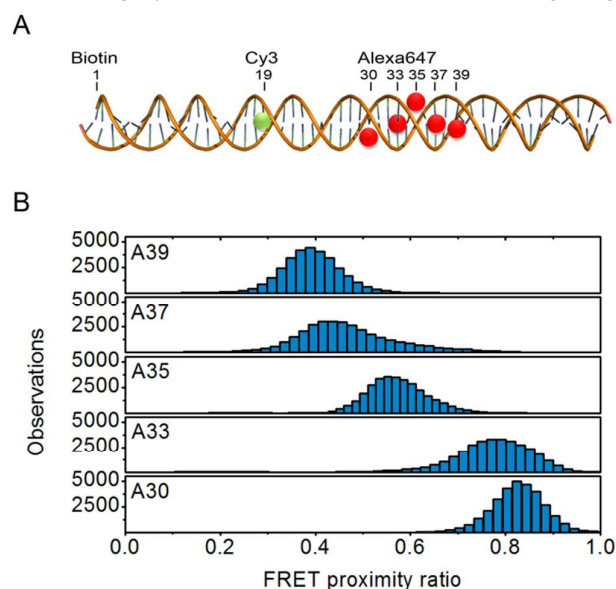 A
Biotin Cy3 Alexa647
1 19 30 33 35 37 39
B
5000
2500
A39
5000
2500
A37
5000
2500
A35
5000
2500
A33
5000
2500
A30
Observations
0.0 0.2 0.4 0.6 0.8 1.0
FRET proximity ratio